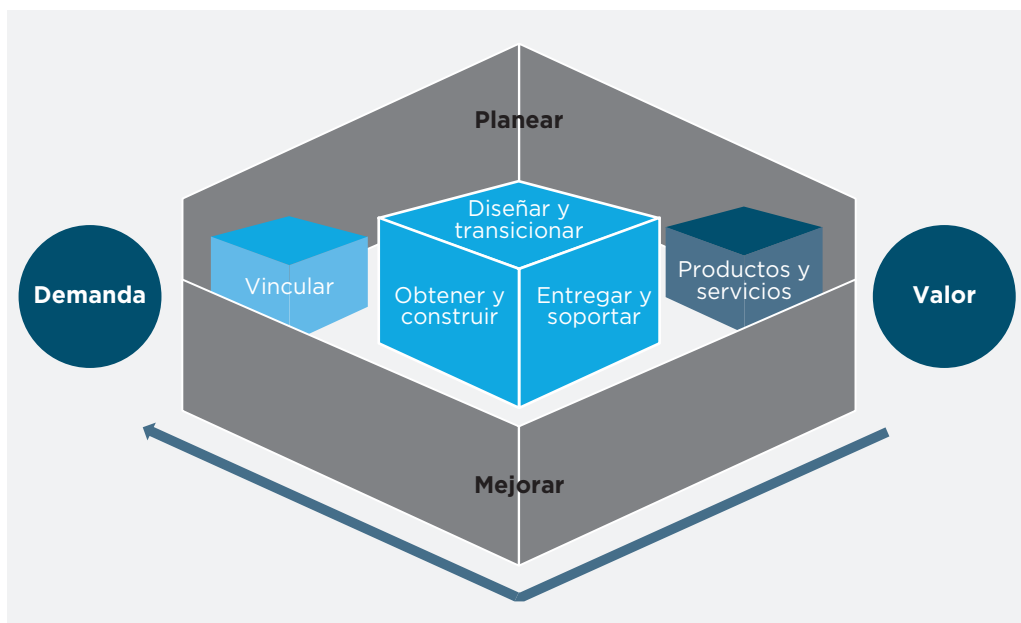 Planear
Diseñar y
transicionar
Demanda
Vincular
Obtener y
construir
Entregar y
soportar
Productos y
servicios
Valor
Mejorar